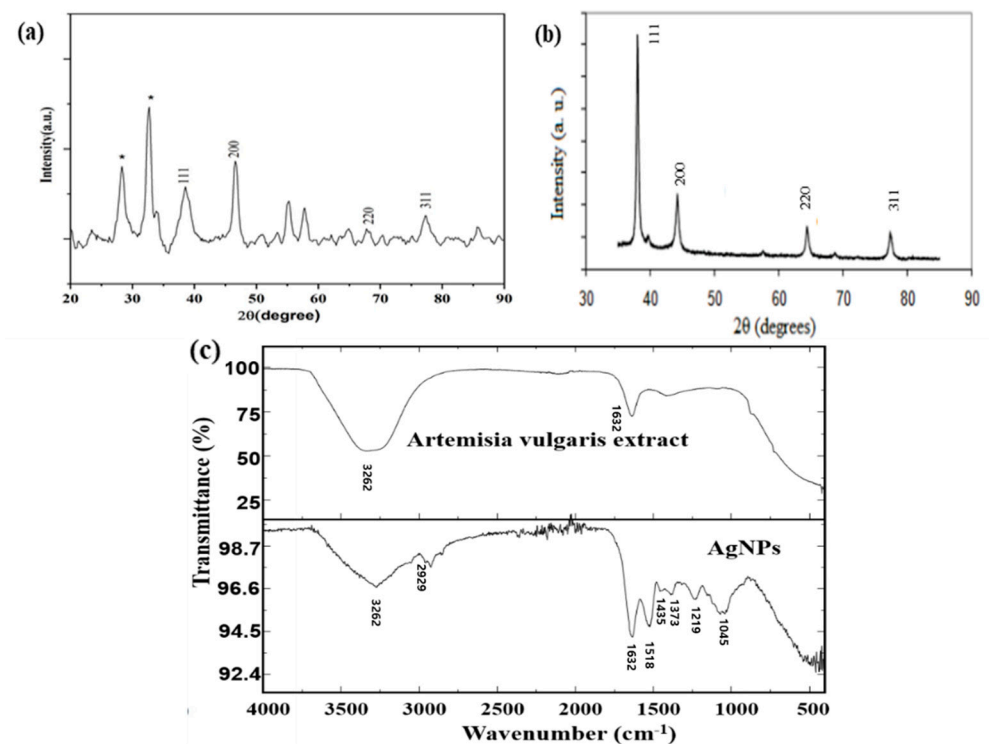 (a)
Intensity(a.u.)
*
*
111
200
220
311
20 30 40 50 60 70 80 90
2θ(degree)
(b)
Intensity (a. u.)
111
200
220
311
30 40 50 60 70 80 90
2θ (degrees)
(c)
Transmittance (%)
100
75
50
25
3262
1632
Artemisia vulgaris extract
98.7
96.6
94.5
92.4
AgNPs
3262
2929
1632
1518
1435
1373
1219
1045
4000 3500 3000 2500 2000 1500 1000 500
Wavenumber (cm⁻¹)